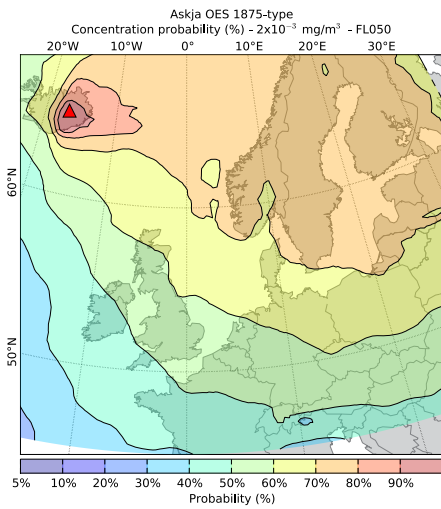 Askja OES 1875-type
Concentration probability (%) - 2x10⁻³ mg/m³ - FL050
20°W 10°W 0° 10°E 20°E 30°E
60°N
50°N
5% 10% 20% 30% 40% 50% 60% 70% 80% 90%
Probability (%)